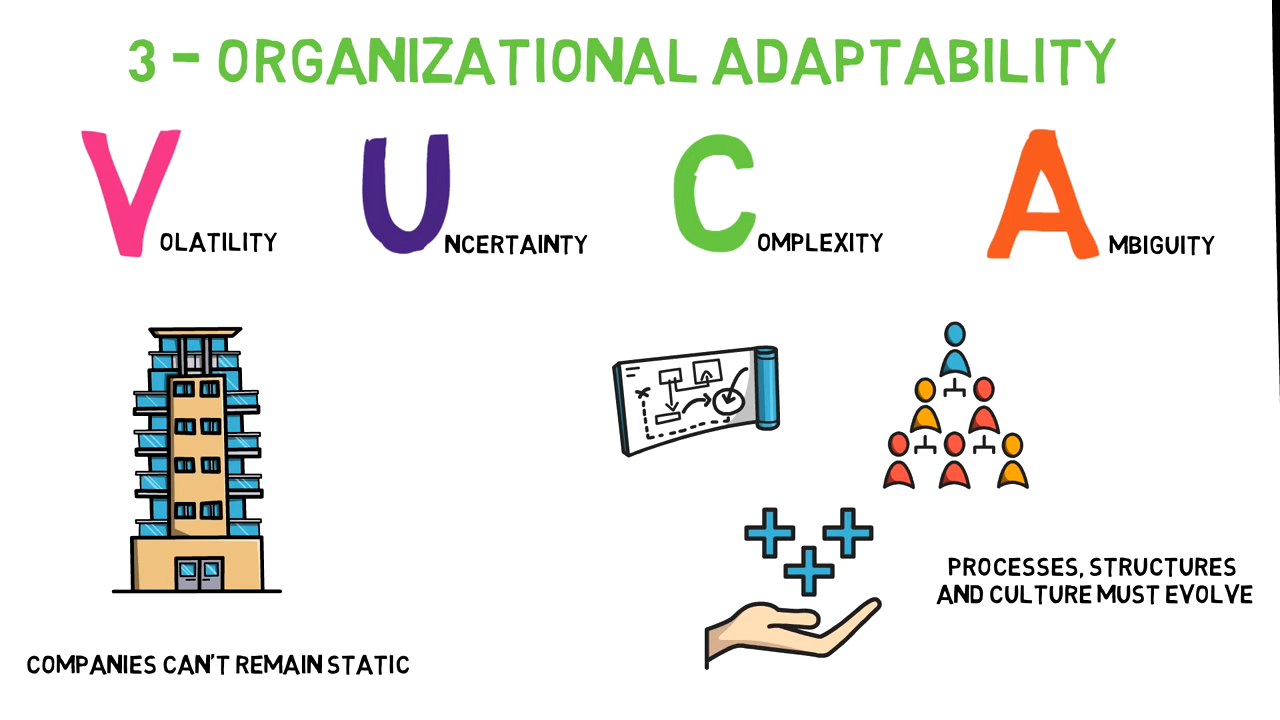 3 - ORGANIZATIONAL ADAPTABILITY
VOLATILITY UNCERTAINTY COMPLEXITY AMBIGUITY
PROCESSES, STRUCTURES
AND CULTURE MUST EVOLVE
COMPANIES CAN'T REMAIN STATIC